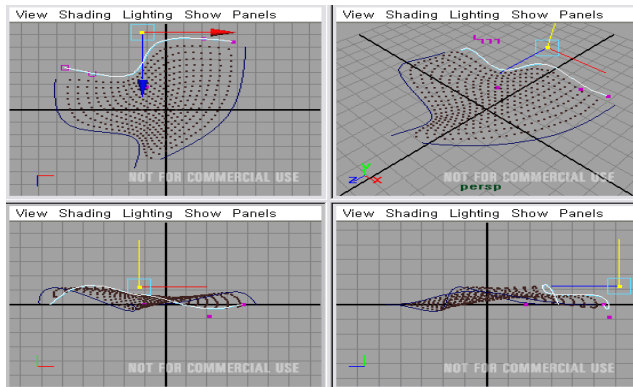 View Shading Lighting Show Panels
View Shading Lighting Show Panels
NOT FOR COMMERCIAL USE
NOT FOR COMMERCIAL USE
Y
Z X
persp
View Shading Lighting Show Panels
View Shading Lighting Show Panels
NOT FOR COMMERCIAL USE
NOT FOR COMMERCIAL USE